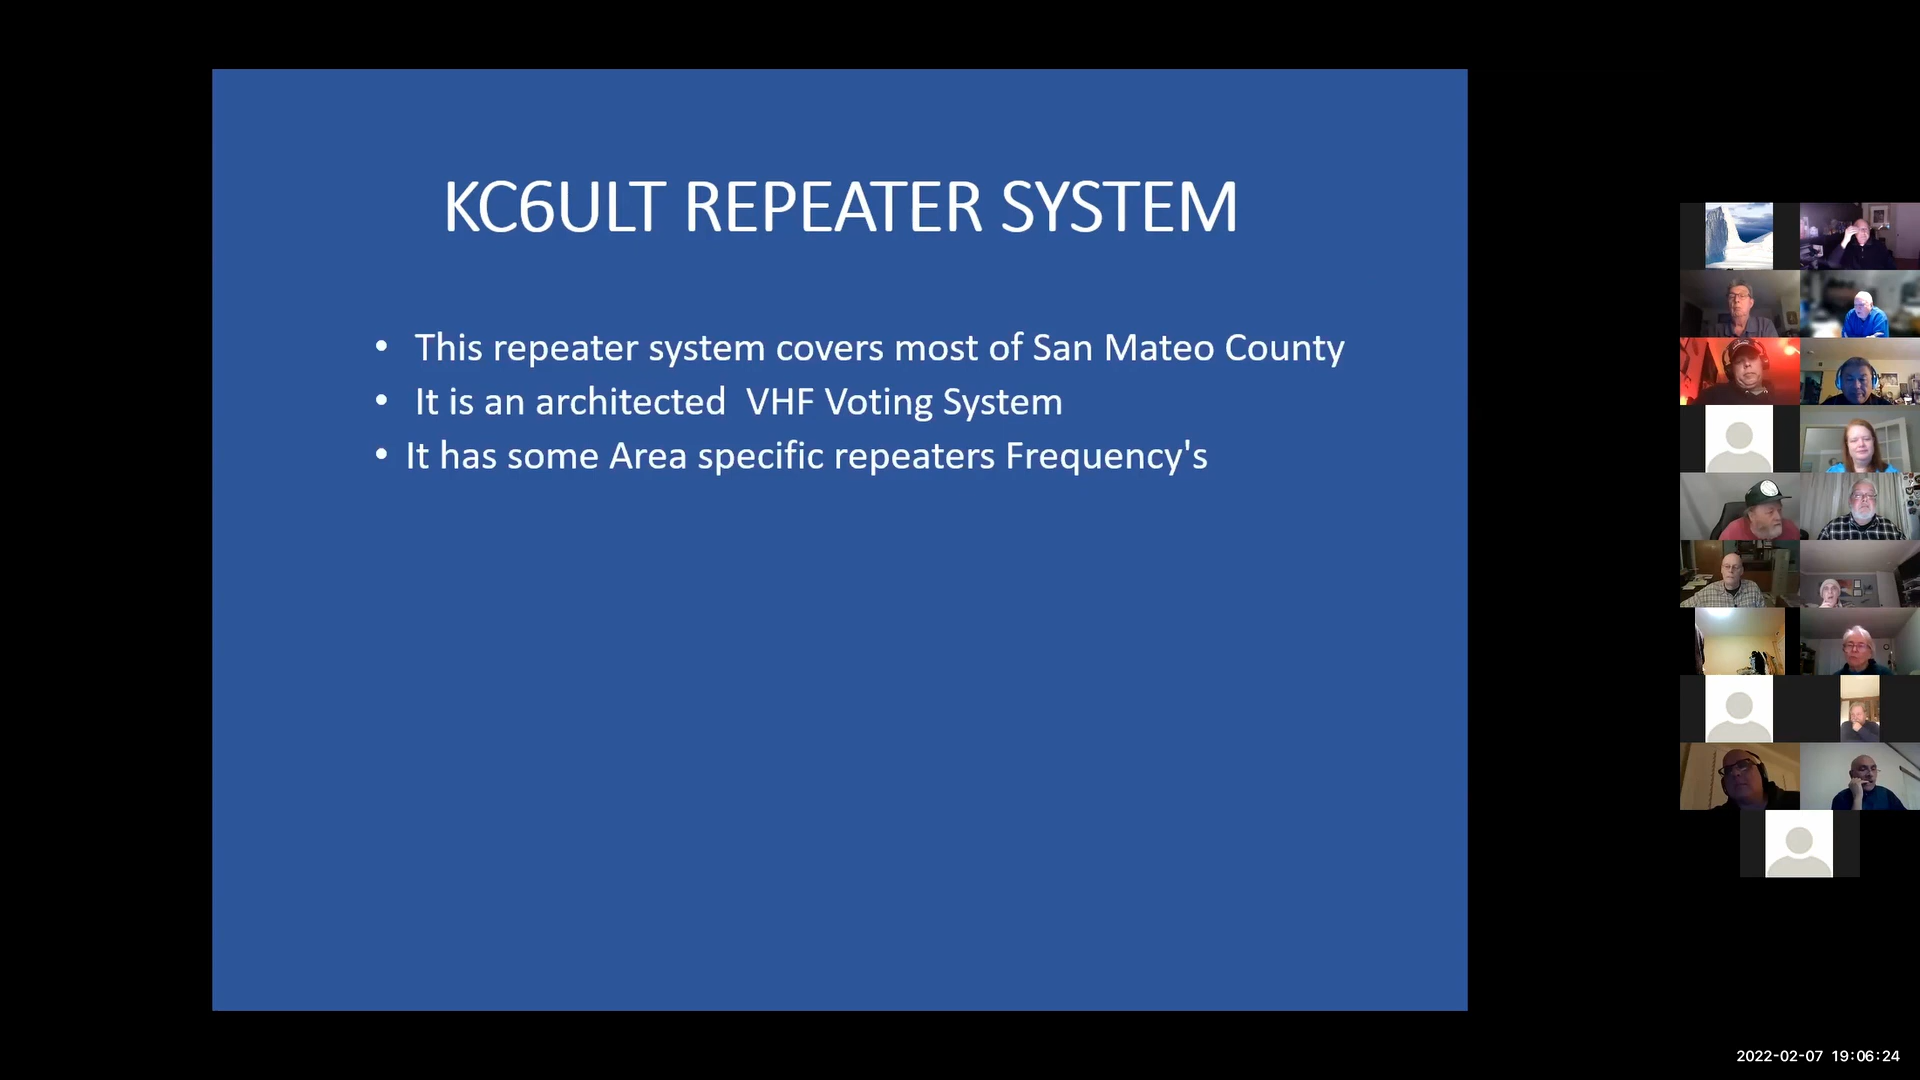 KC6ULT REPEATER SYSTEM
• This repeater system covers most of San Mateo County
• It is an architected  VHF Voting System
• It has some Area specific repeaters Frequency's
2022-02-07 19:06:24